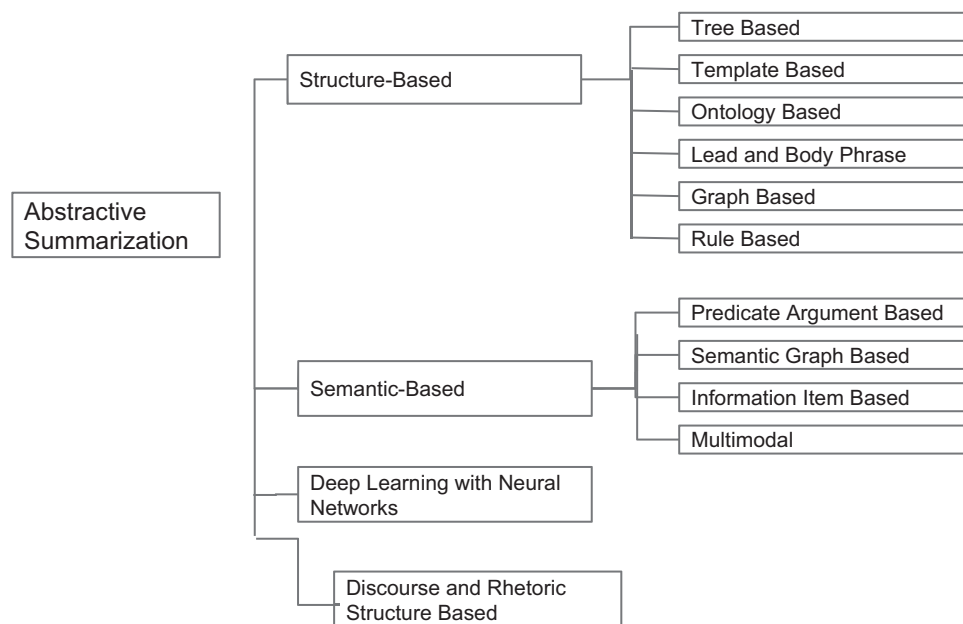 Abstractive
Summarization
Structure-Based
Tree Based
Template Based
Ontology Based
Lead and Body Phrase
Graph Based
Rule Based
Semantic-Based
Predicate Argument Based
Semantic Graph Based
Information Item Based
Multimodal
Deep Learning with Neural
Networks
Discourse and Rhetoric
Structure Based